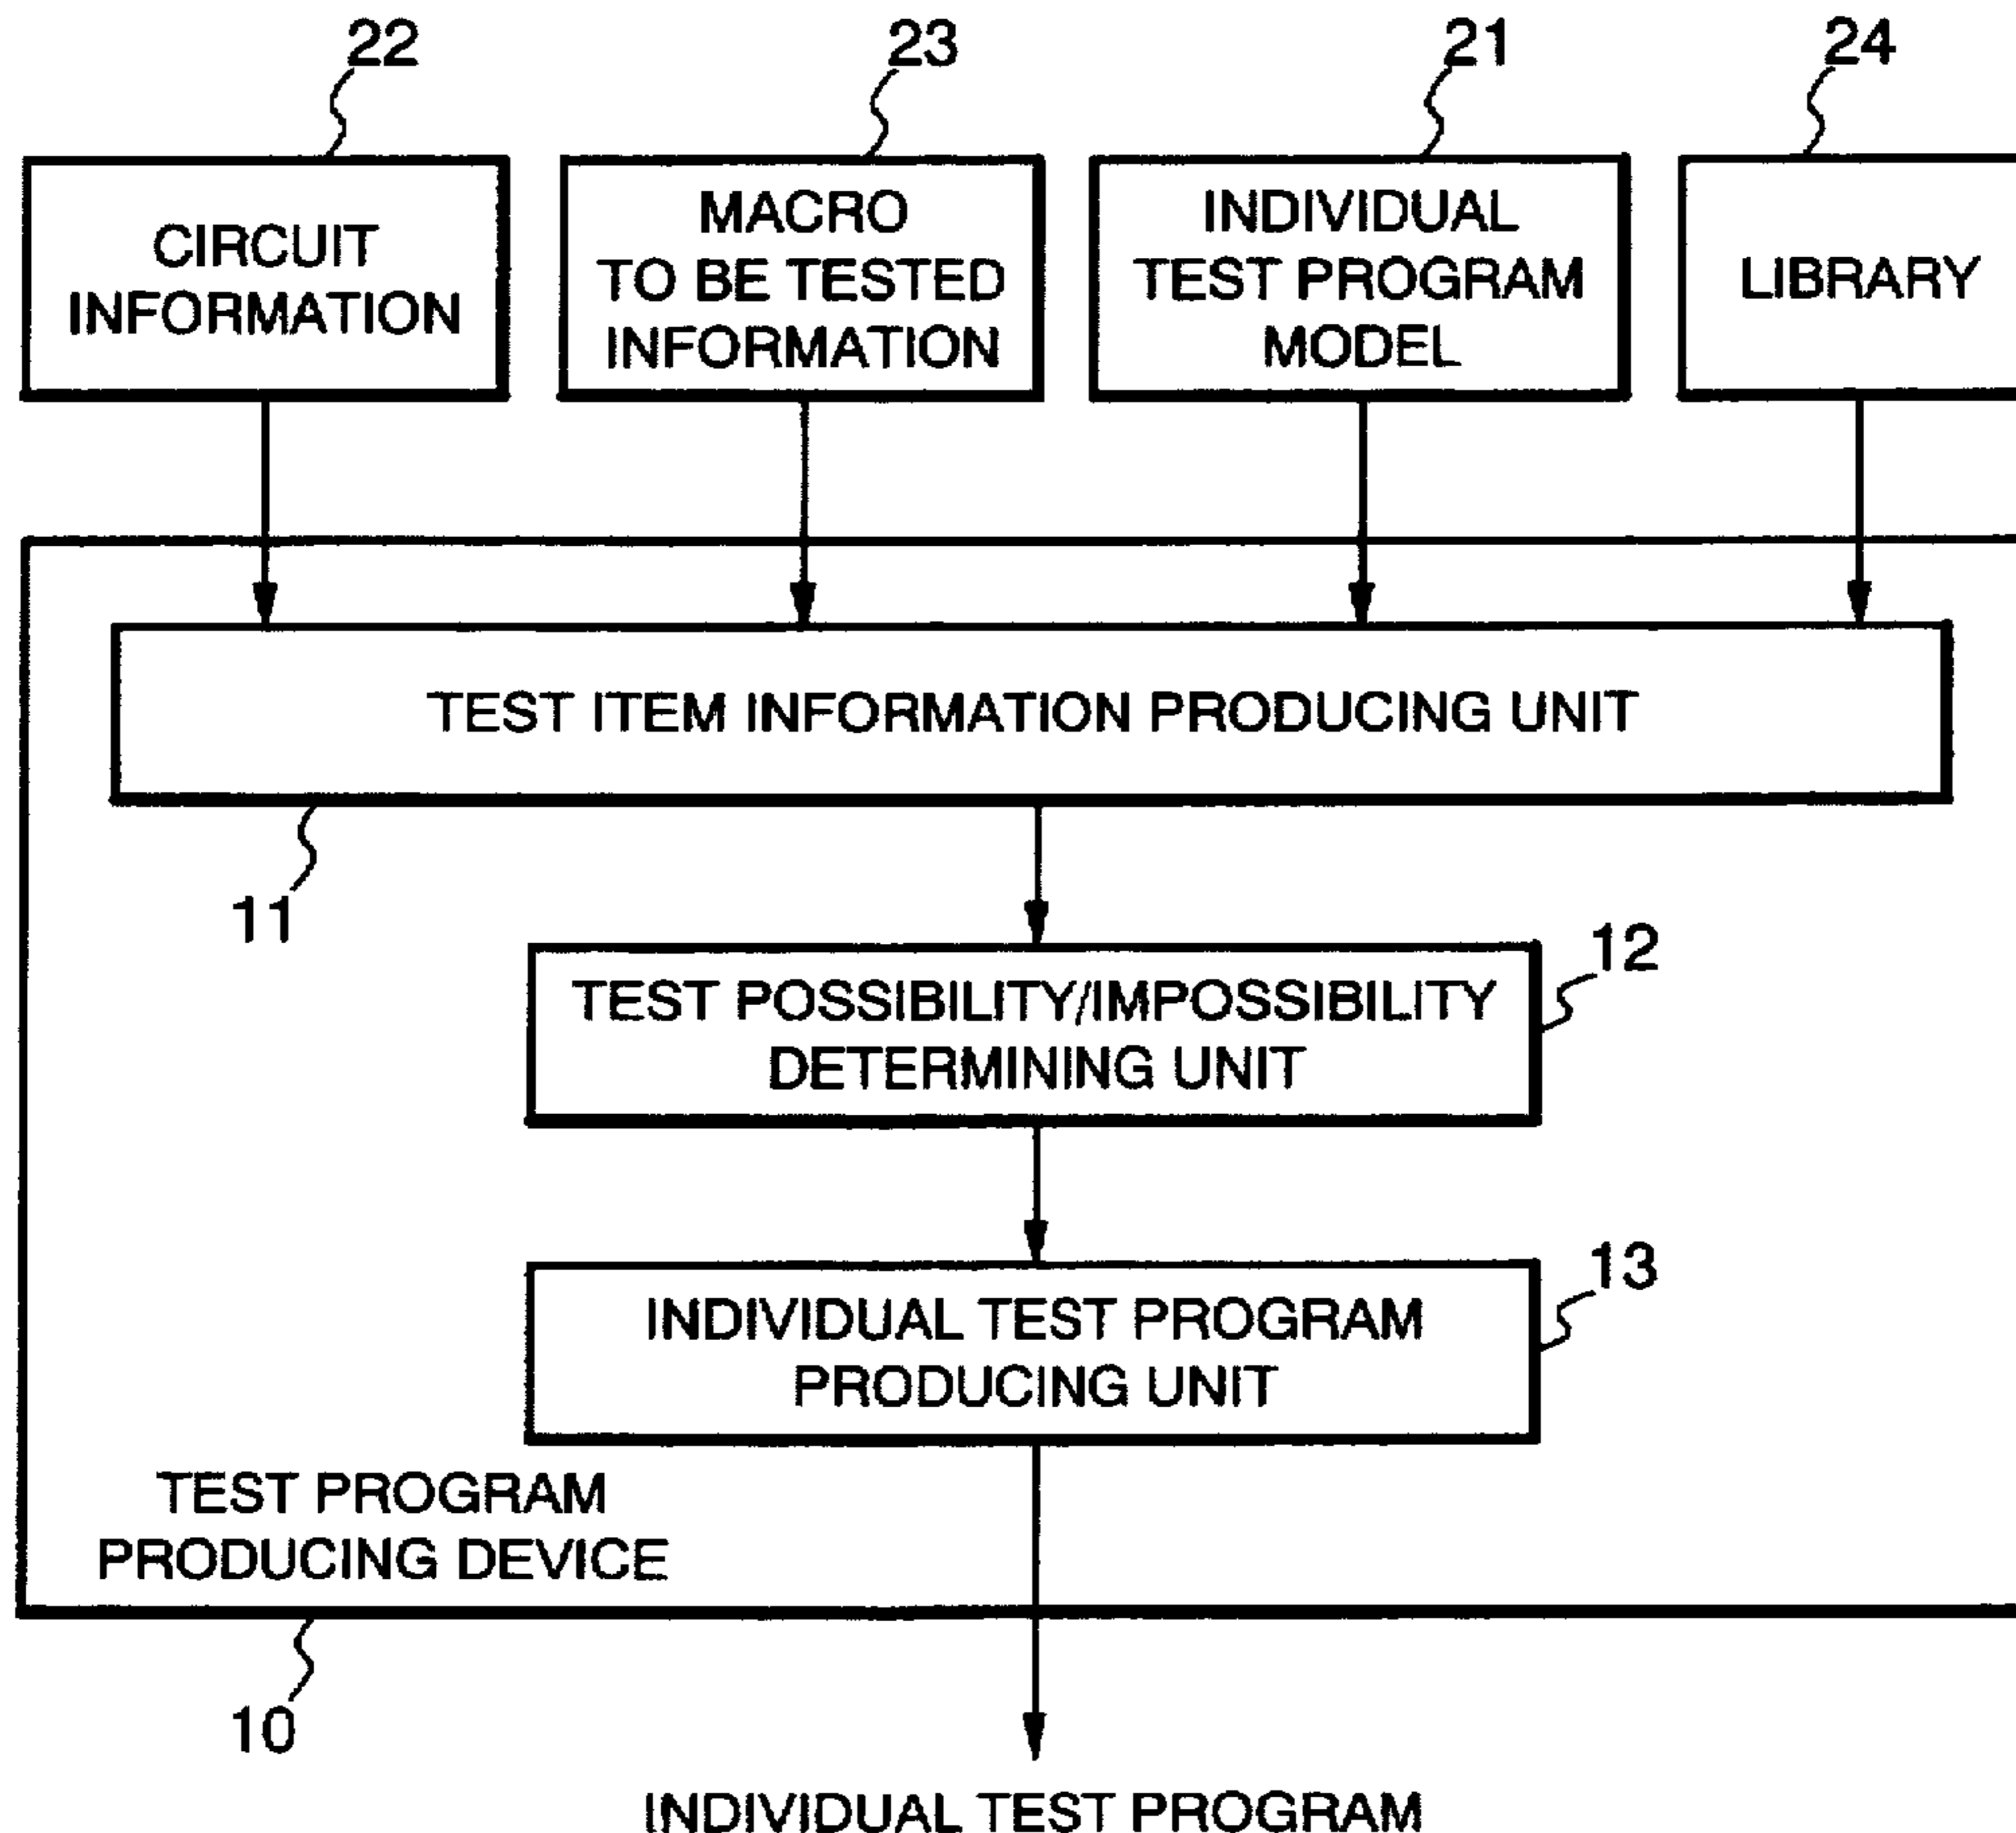 22
23
21
24
CIRCUIT
INFORMATION
MACRO
TO BE TESTED
INFORMATION
INDIVIDUAL
TEST PROGRAM
MODEL
LIBRARY
TEST ITEM INFORMATION PRODUCING UNIT
11
TEST POSSIBILITY/IMPOSSIBILITY
DETERMINING UNIT
12
INDIVIDUAL TEST PROGRAM
PRODUCING UNIT
13
TEST PROGRAM
PRODUCING DEVICE
10
INDIVIDUAL TEST PROGRAM